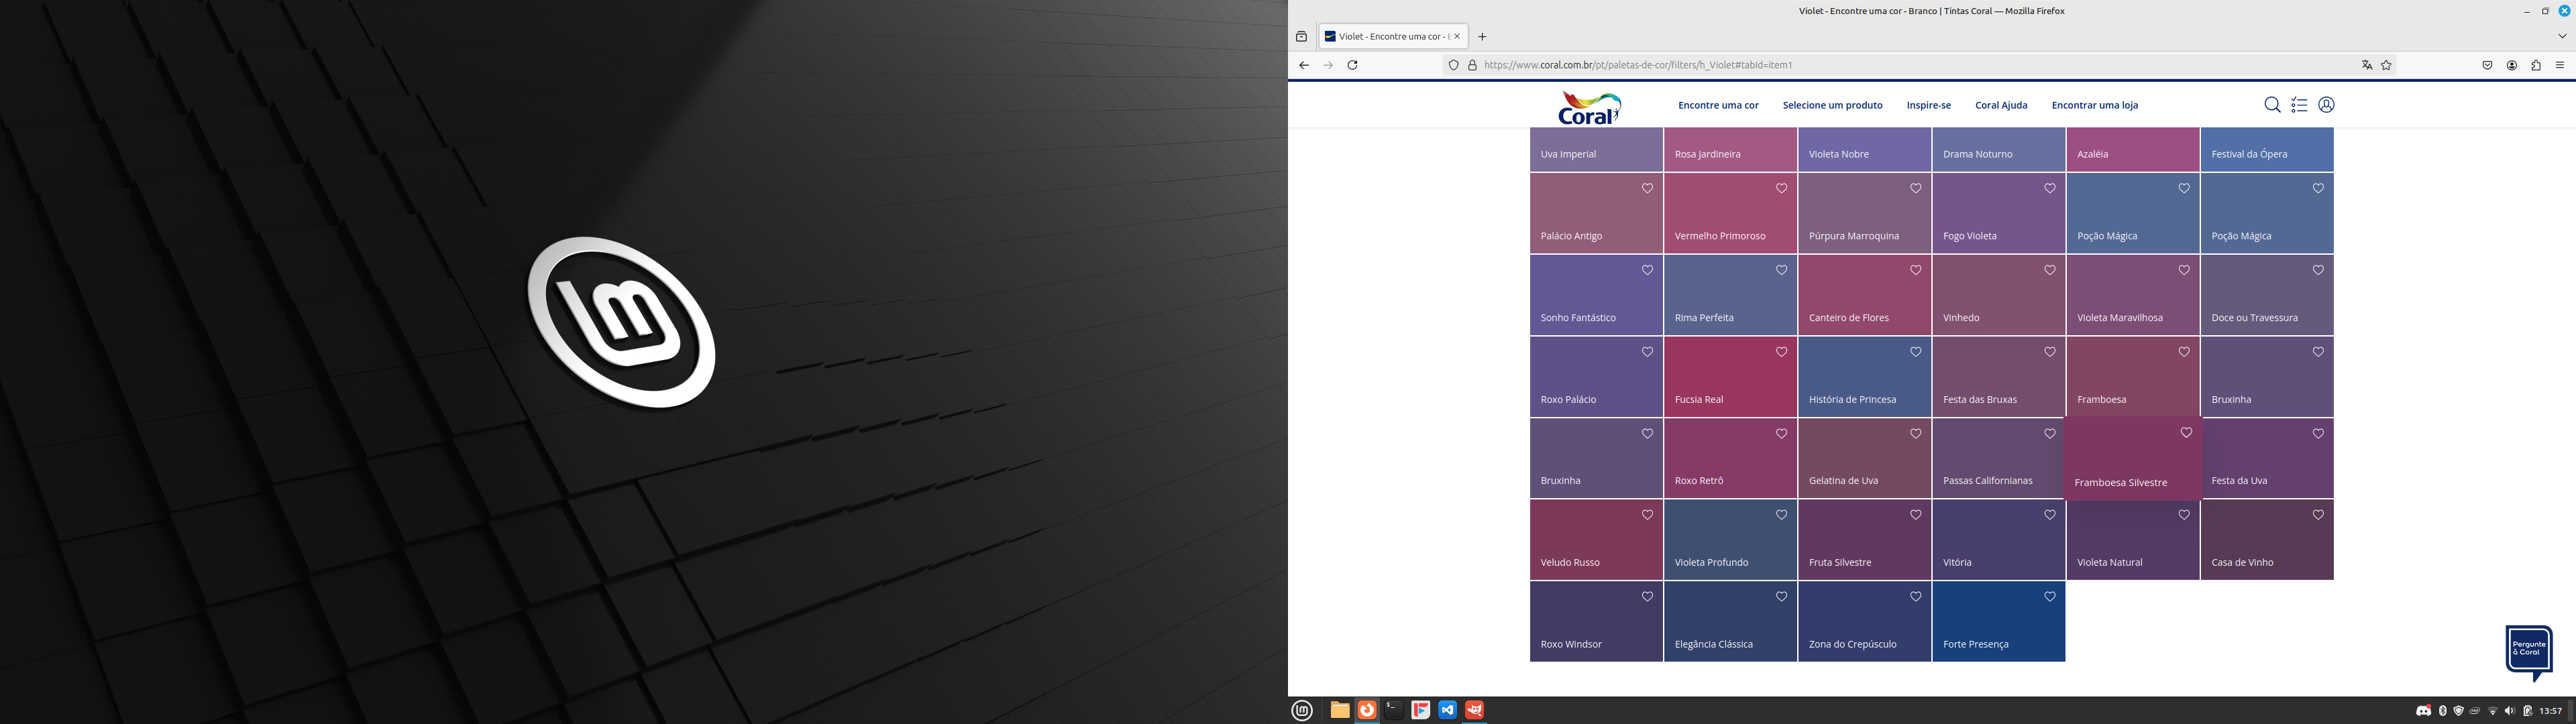 Violet - Encontre uma cor - Branco | Tintas Coral — Mozilla Firefox
Violet - Encontre uma cor - B
https://www.coral.com.br/pt/paletas-de-cor/filters/h_Violet#tabId=item1
Coral
Encontre uma cor
Selecione um produto
Inspire-se
Coral Ajuda
Encontrar uma loja
Uva Imperial
Rosa Jardineira
Violeta Nobre
Drama Noturno
Azaléia
Festival da Ópera
Palácio Antigo
Vermelho Primoroso
Púrpura Marroquina
Fogo Violeta
Poção Mágica
Poção Mágica
Sonho Fantástico
Rima Perfeita
Canteiro de Flores
Vinhedo
Violeta Maravilhosa
Doce ou Travessura
Roxo Palácio
Fucsia Real
História de Princesa
Festa das Bruxas
Framboesa
Bruxinha
Bruxinha
Roxo Retrô
Gelatina de Uva
Passas Californianas
Framboesa Silvestre
Festa da Uva
Veludo Russo
Violeta Profundo
Fruta Silvestre
Vitória
Violeta Natural
Casa de Vinho
Roxo Windsor
Elegância Clássica
Zona do Crepúsculo
Forte Presença
Pergunte
à Coral
13:57